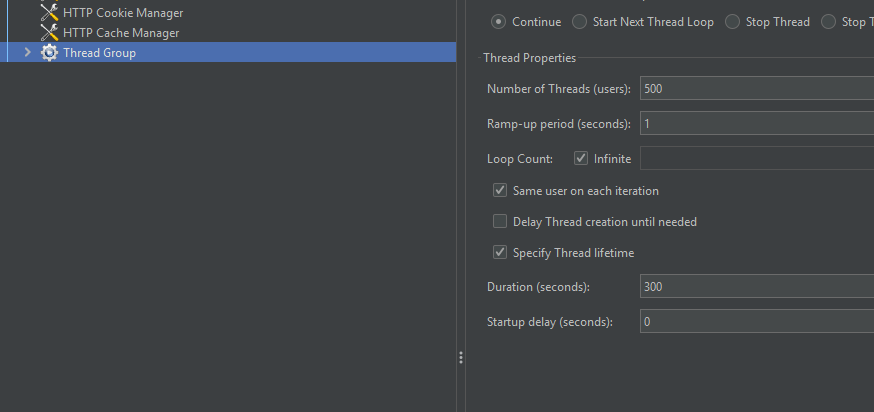 HTTP Cookie Manager
HTTP Cache Manager
Thread Group
Continue Start Next Thread Loop Stop Thread Stop T
Thread Properties
Number of Threads (users): 500
Ramp-up period (seconds): 1
Loop Count: Infinite
Same user on each iteration
Delay Thread creation until needed
Specify Thread lifetime
Duration (seconds): 300
Startup delay (seconds): 0